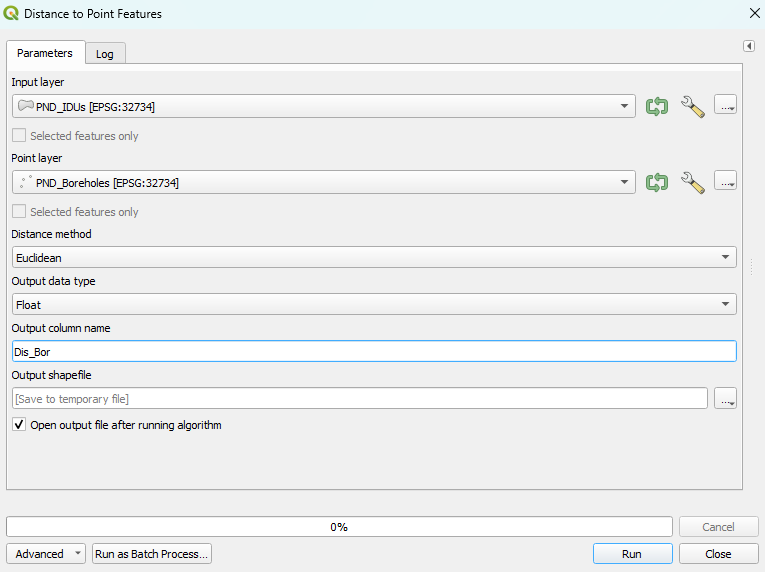 Distance to Point Features
Parameters
Log
Input layer
PND_IDUs [EPSG:32734]
...
Selected features only
Point layer
PND_Boreholes [EPSG:32734]
...
Selected features only
Distance method
Euclidean
Output data type
Float
Output column name
Dis_Bor
Output shapefile
[Save to temporary file]
...
Open output file after running algorithm
0%
Cancel
Advanced
Run as Batch Process...
Run
Close